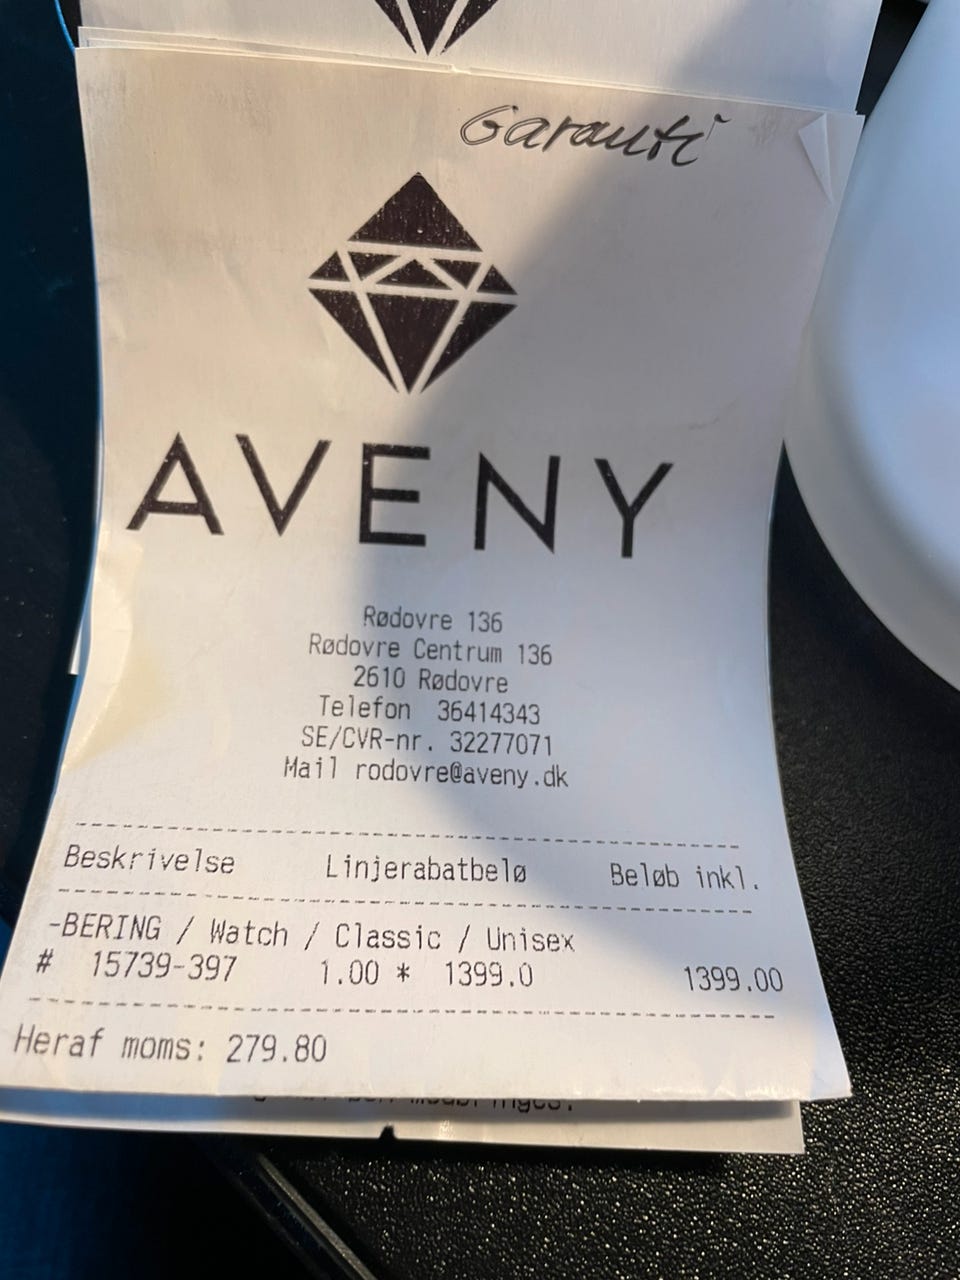 Garanti
AVENY
Rødovre 136
Rødovre Centrum 136
2610 Rødovre
Telefon 36414343
SE/CVR-nr. 32277071
Mail rodovre@aveny.dk
Beskrivelse Linjerabatbelø Beløb inkl.
-BERING / Watch / Classic / Unisex
# 15739-397 1.00 * 1399.0 1399.00
Heraf moms: 279.80